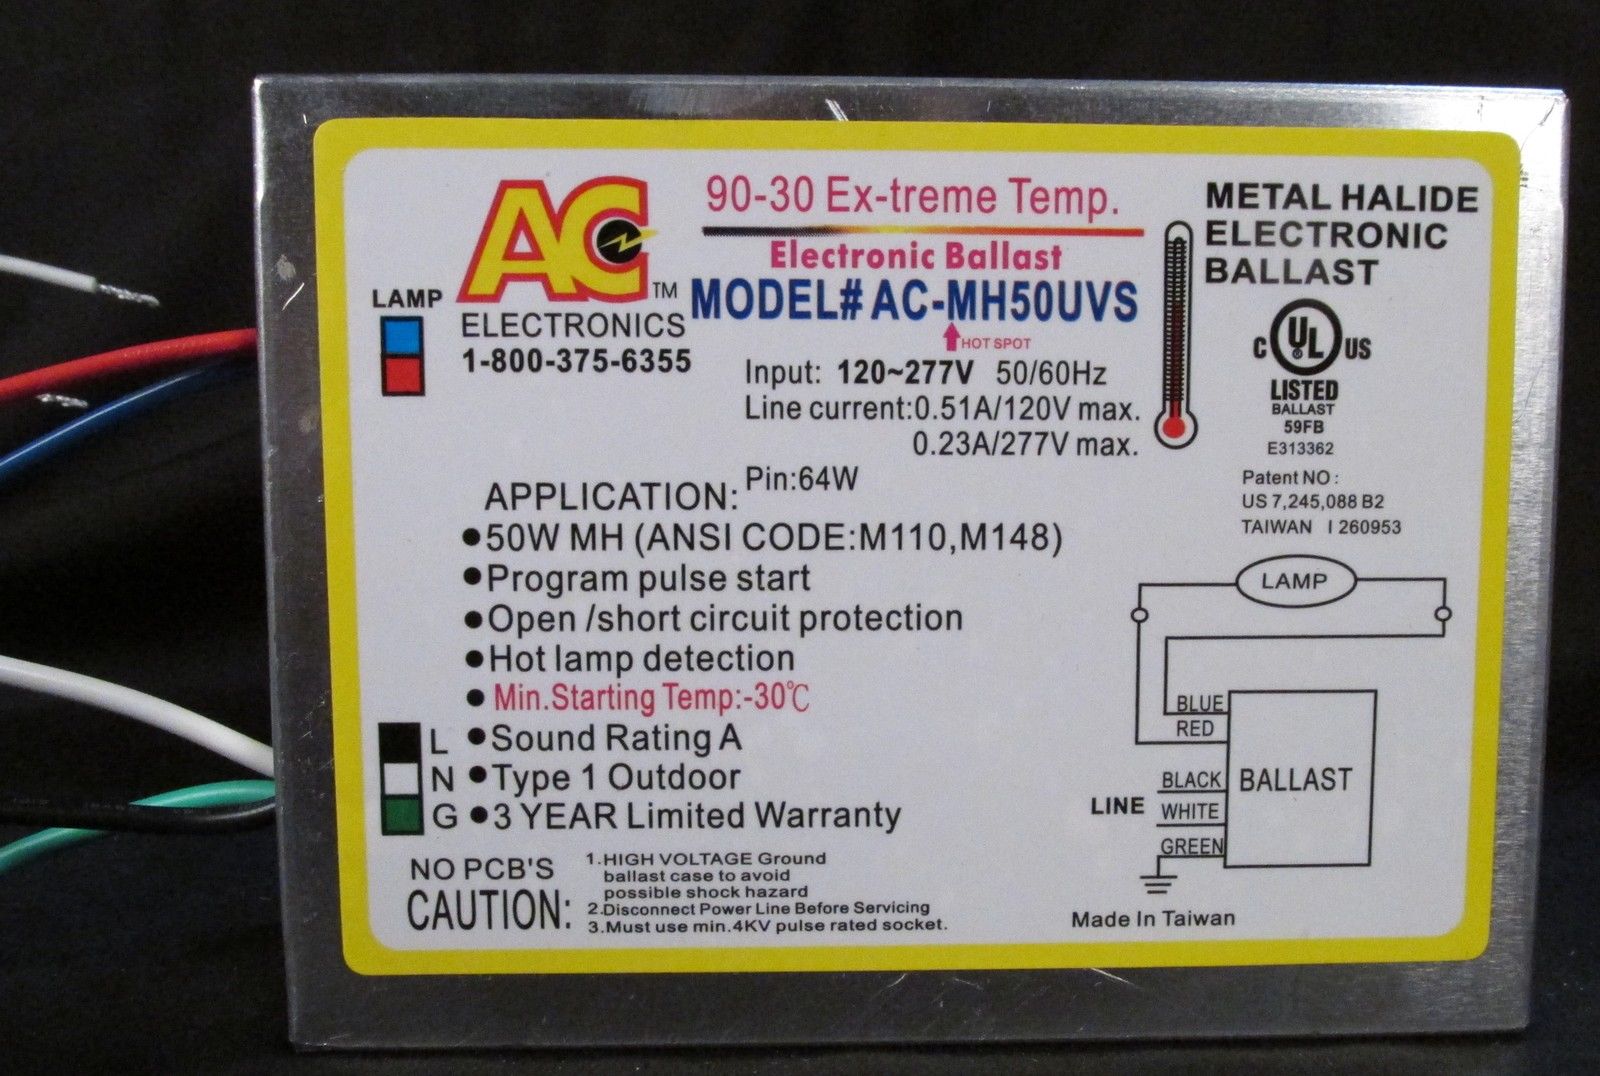 AC
TM
ELECTRONICS
1-800-375-6355
LAMP
90-30 Ex-treme Temp.
Electronic Ballast
MODEL# AC-MH50UVS
HOT SPOT
Input: 120~277V 50/60Hz
Line current:0.51A/120V max.
0.23A/277V max.
Pin:64W
METAL HALIDE
ELECTRONIC
BALLAST
C UL US
®
LISTED
BALLAST
59FB
E313362
Patent NO :
US 7,245,088 B2
TAIWAN I 260953
APPLICATION:
●50W MH (ANSI CODE:M110,M148)
●Program pulse start
●Open /short circuit protection
●Hot lamp detection
●Min.Starting Temp:-30℃
L ●Sound Rating A
N ●Type 1 Outdoor
G ●3 YEAR Limited Warranty
NO PCB'S
CAUTION:
1.HIGH VOLTAGE Ground
ballast case to avoid
possible shock hazard
2.Disconnect Power Line Before Servicing
3.Must use min.4KV pulse rated socket.
LAMP
BLUE
RED
BLACK
LINE WHITE
GREEN
BALLAST
Made In Taiwan